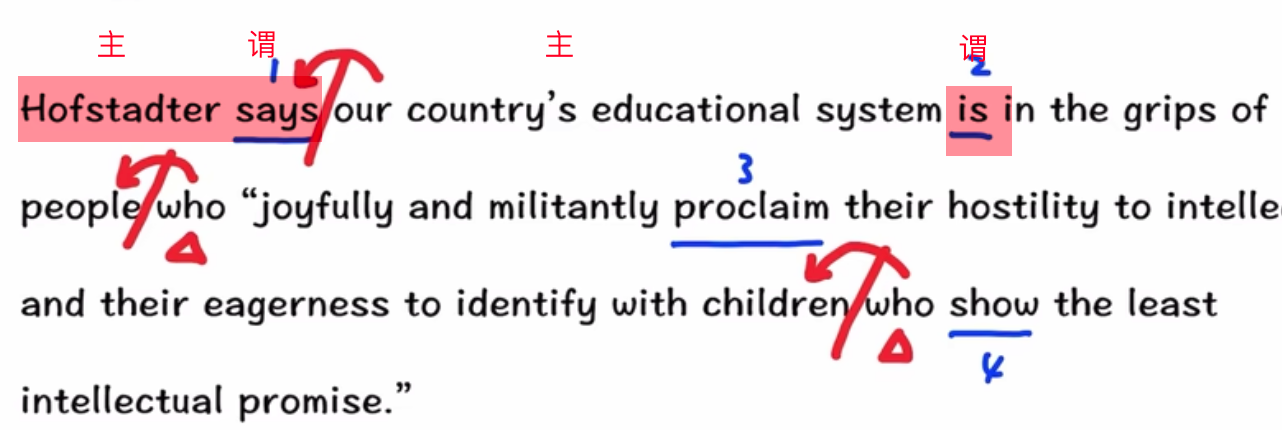 主 谓 主 谓
1 2
Hofstadter says our country's educational system is in the grips of
3
people who “joyfully and militantly proclaim their hostility to
and their eagerness to identify with children who show the least
4
intellectual promise.”